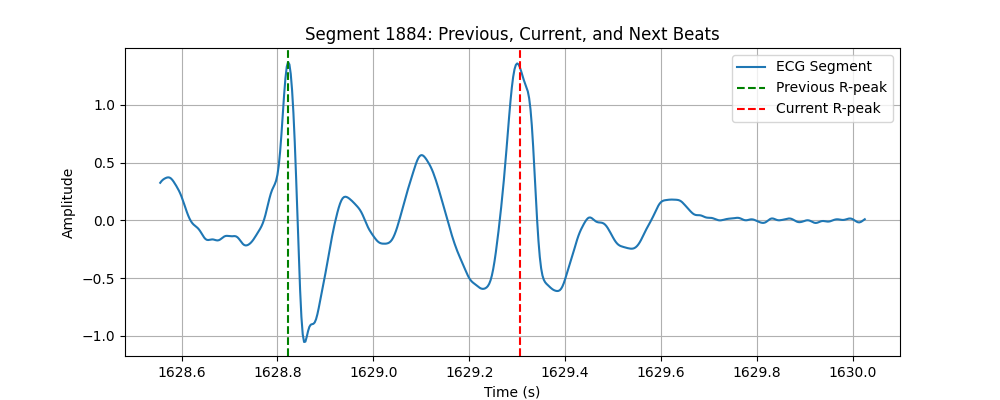 Segment 1884: Previous, Current, and Next Beats
ECG Segment
Previous R-peak
Current R-peak
Amplitude
1.0
0.5
0.0
−0.5
−1.0
1628.6 1628.8 1629.0 1629.2 1629.4 1629.6 1629.8 1630.0
Time (s)